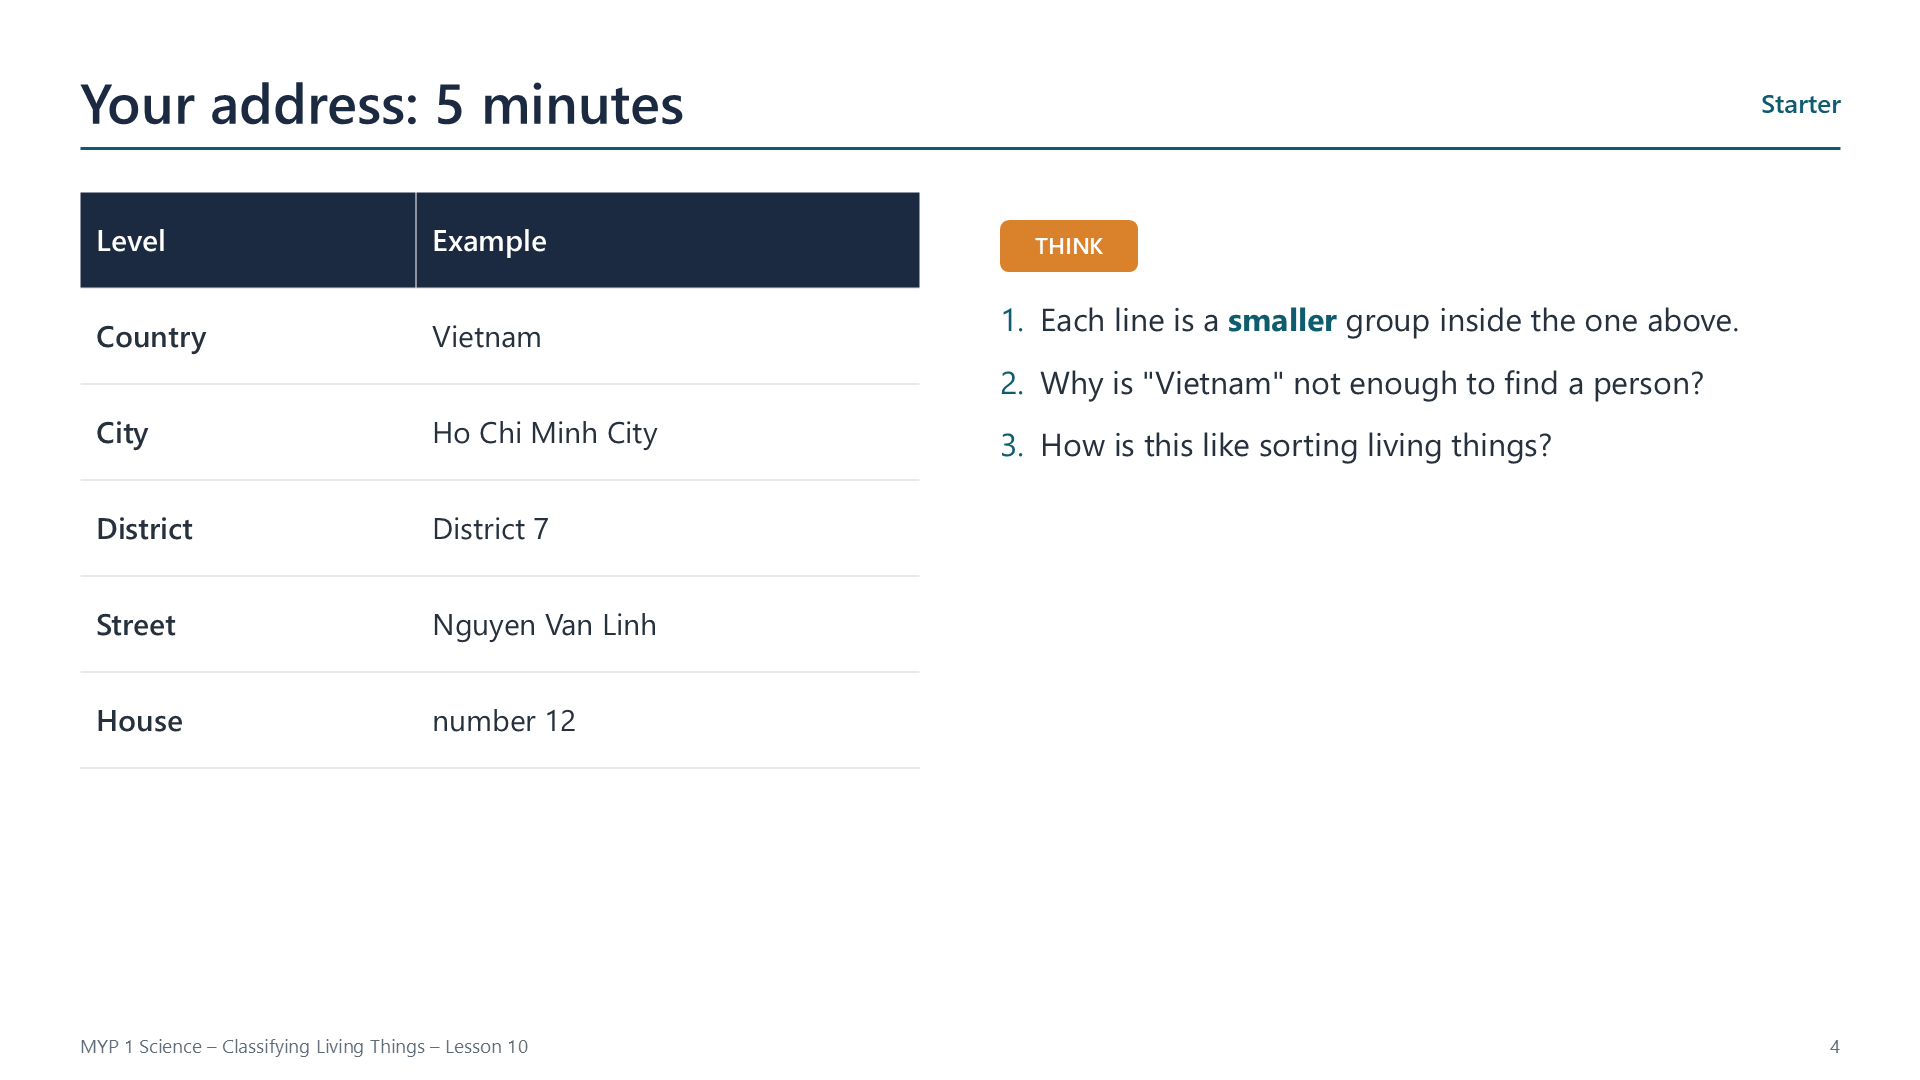 Your address: 5 minutes
Starter
Level Example
Country Vietnam
City Ho Chi Minh City
District District 7
Street Nguyen Van Linh
House number 12
THINK
1. Each line is a smaller group inside the one above.
2. Why is "Vietnam" not enough to find a person?
3. How is this like sorting living things?
MYP 1 Science – Classifying Living Things – Lesson 10
4